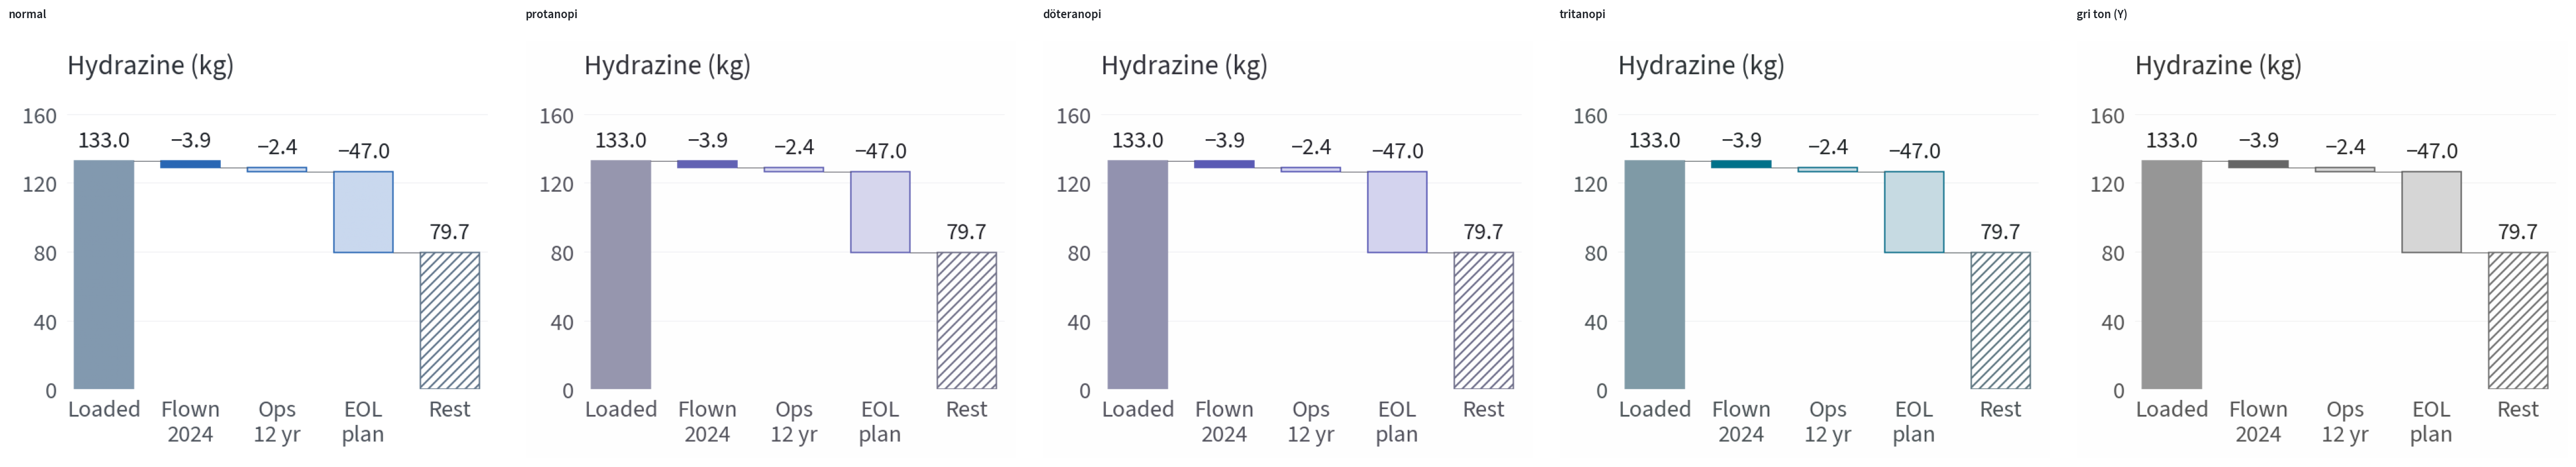 normal
Hydrazine (kg)
160
120
80
40
0
133.0
−3.9
−2.4
−47.0
79.7
Loaded
Flown
2024
Ops
12 yr
EOL
plan
Rest
protanopi
Hydrazine (kg)
160
120
80
40
0
133.0
−3.9
−2.4
−47.0
79.7
Loaded
Flown
2024
Ops
12 yr
EOL
plan
Rest
döteranopi
Hydrazine (kg)
160
120
80
40
0
133.0
−3.9
−2.4
−47.0
79.7
Loaded
Flown
2024
Ops
12 yr
EOL
plan
Rest
tritanopi
Hydrazine (kg)
160
120
80
40
0
133.0
−3.9
−2.4
−47.0
79.7
Loaded
Flown
2024
Ops
12 yr
EOL
plan
Rest
gri ton (Y)
Hydrazine (kg)
160
120
80
40
0
133.0
−3.9
−2.4
−47.0
79.7
Loaded
Flown
2024
Ops
12 yr
EOL
plan
Rest